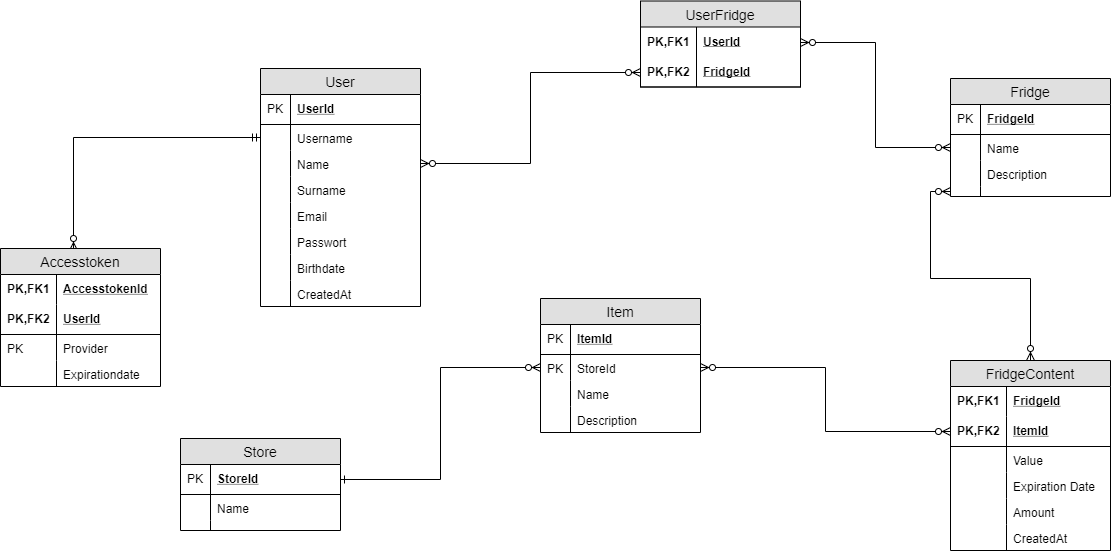 UserFridge
PK,FK1 UserId
PK,FK2 FridgeId
User
PK UserId
Username
Name
Surname
Email
Passwort
Birthdate
CreatedAt
Fridge
PK FridgeId
Name
Description
Accesstoken
PK,FK1 AccesstokenId
PK,FK2 UserId
PK Provider
Expirationdate
Item
PK ItemId
PK StoreId
Name
Description
FridgeContent
PK,FK1 FridgeId
PK,FK2 ItemId
Value
Expiration Date
Amount
CreatedAt
Store
PK StoreId
Name